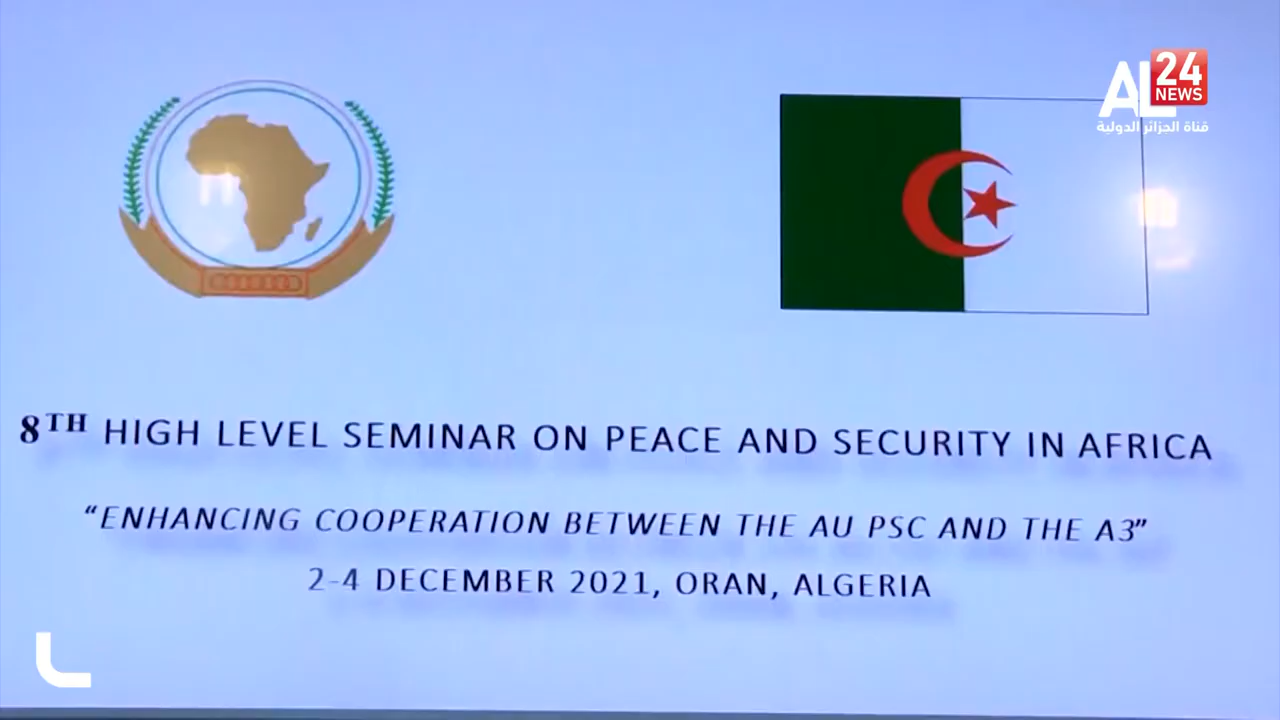 AL
24
NEWS
قناة الجزائر الدولية
8TH HIGH LEVEL SEMINAR ON PEACE AND SECURITY IN AFRICA
“ENHANCING COOPERATION BETWEEN THE AU PSC AND THE A3”
2-4 DECEMBER 2021, ORAN, ALGERIA